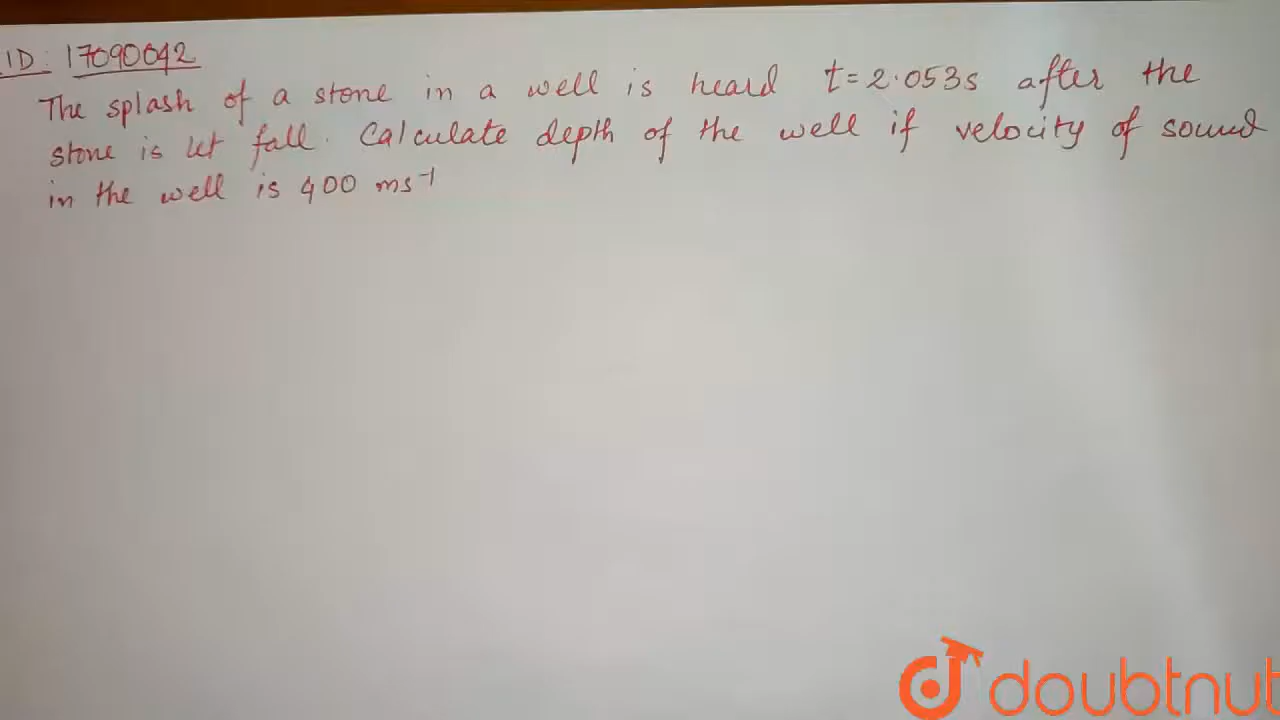 ID: 17090042
The splash of a stone in a well is heard t=2.053s after the
stone is let fall. Calculate depth of the well if velocity of sound
in the well is 400 ms⁻¹
doubtnut